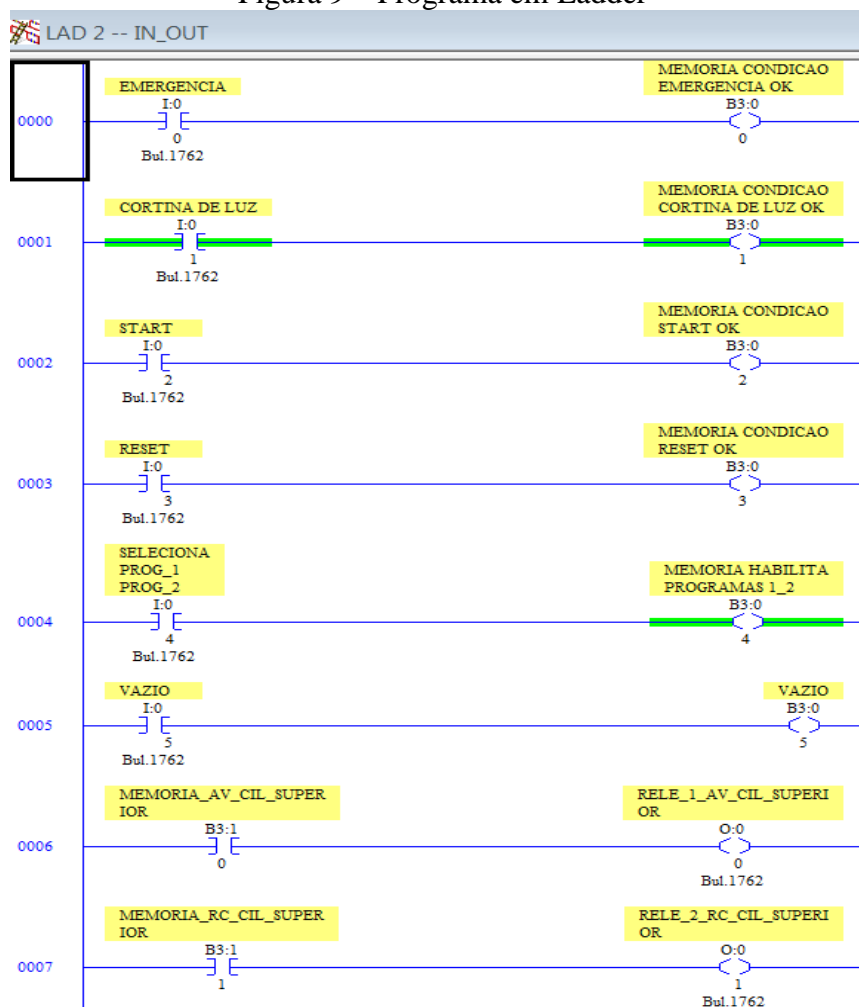 Figura 9 – Programa em Ladder
LAD 2 -- IN_OUT
0000
EMERGENCIA
I:0
0
Bul.1762
MEMORIA CONDICAO
EMERGENCIA OK
B3:0
0
0001
CORTINA DE LUZ
I:0
1
Bul.1762
MEMORIA CONDICAO
CORTINA DE LUZ OK
B3:0
1
0002
START
I:0
2
Bul.1762
MEMORIA CONDICAO
START OK
B3:0
2
0003
RESET
I:0
3
Bul.1762
MEMORIA CONDICAO
RESET OK
B3:0
3
0004
SELECIONA
PROG_1
PROG_2
I:0
4
Bul.1762
MEMORIA HABILITA
PROGRAMAS 1_2
B3:0
4
0005
VAZIO
I:0
5
Bul.1762
VAZIO
B3:0
5
0006
MEMORIA_AV_CIL_SUPER
IOR
B3:1
0
RELE_1_AV_CIL_SUPERI
OR
O:0
0
Bul.1762
0007
MEMORIA_RC_CIL_SUPER
IOR
B3:1
1
RELE_2_RC_CIL_SUPERI
OR
O:0
1
Bul.1762